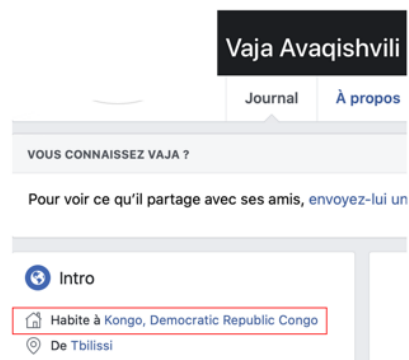 Vaja Avaqishvili
Journal À propos
VOUS CONNAISSEZ VAJA ?
Pour voir ce qu'il partage avec ses amis, envoyez-lui un
Intro
Habite à Kongo, Democratic Republic Congo
De Tbilissi